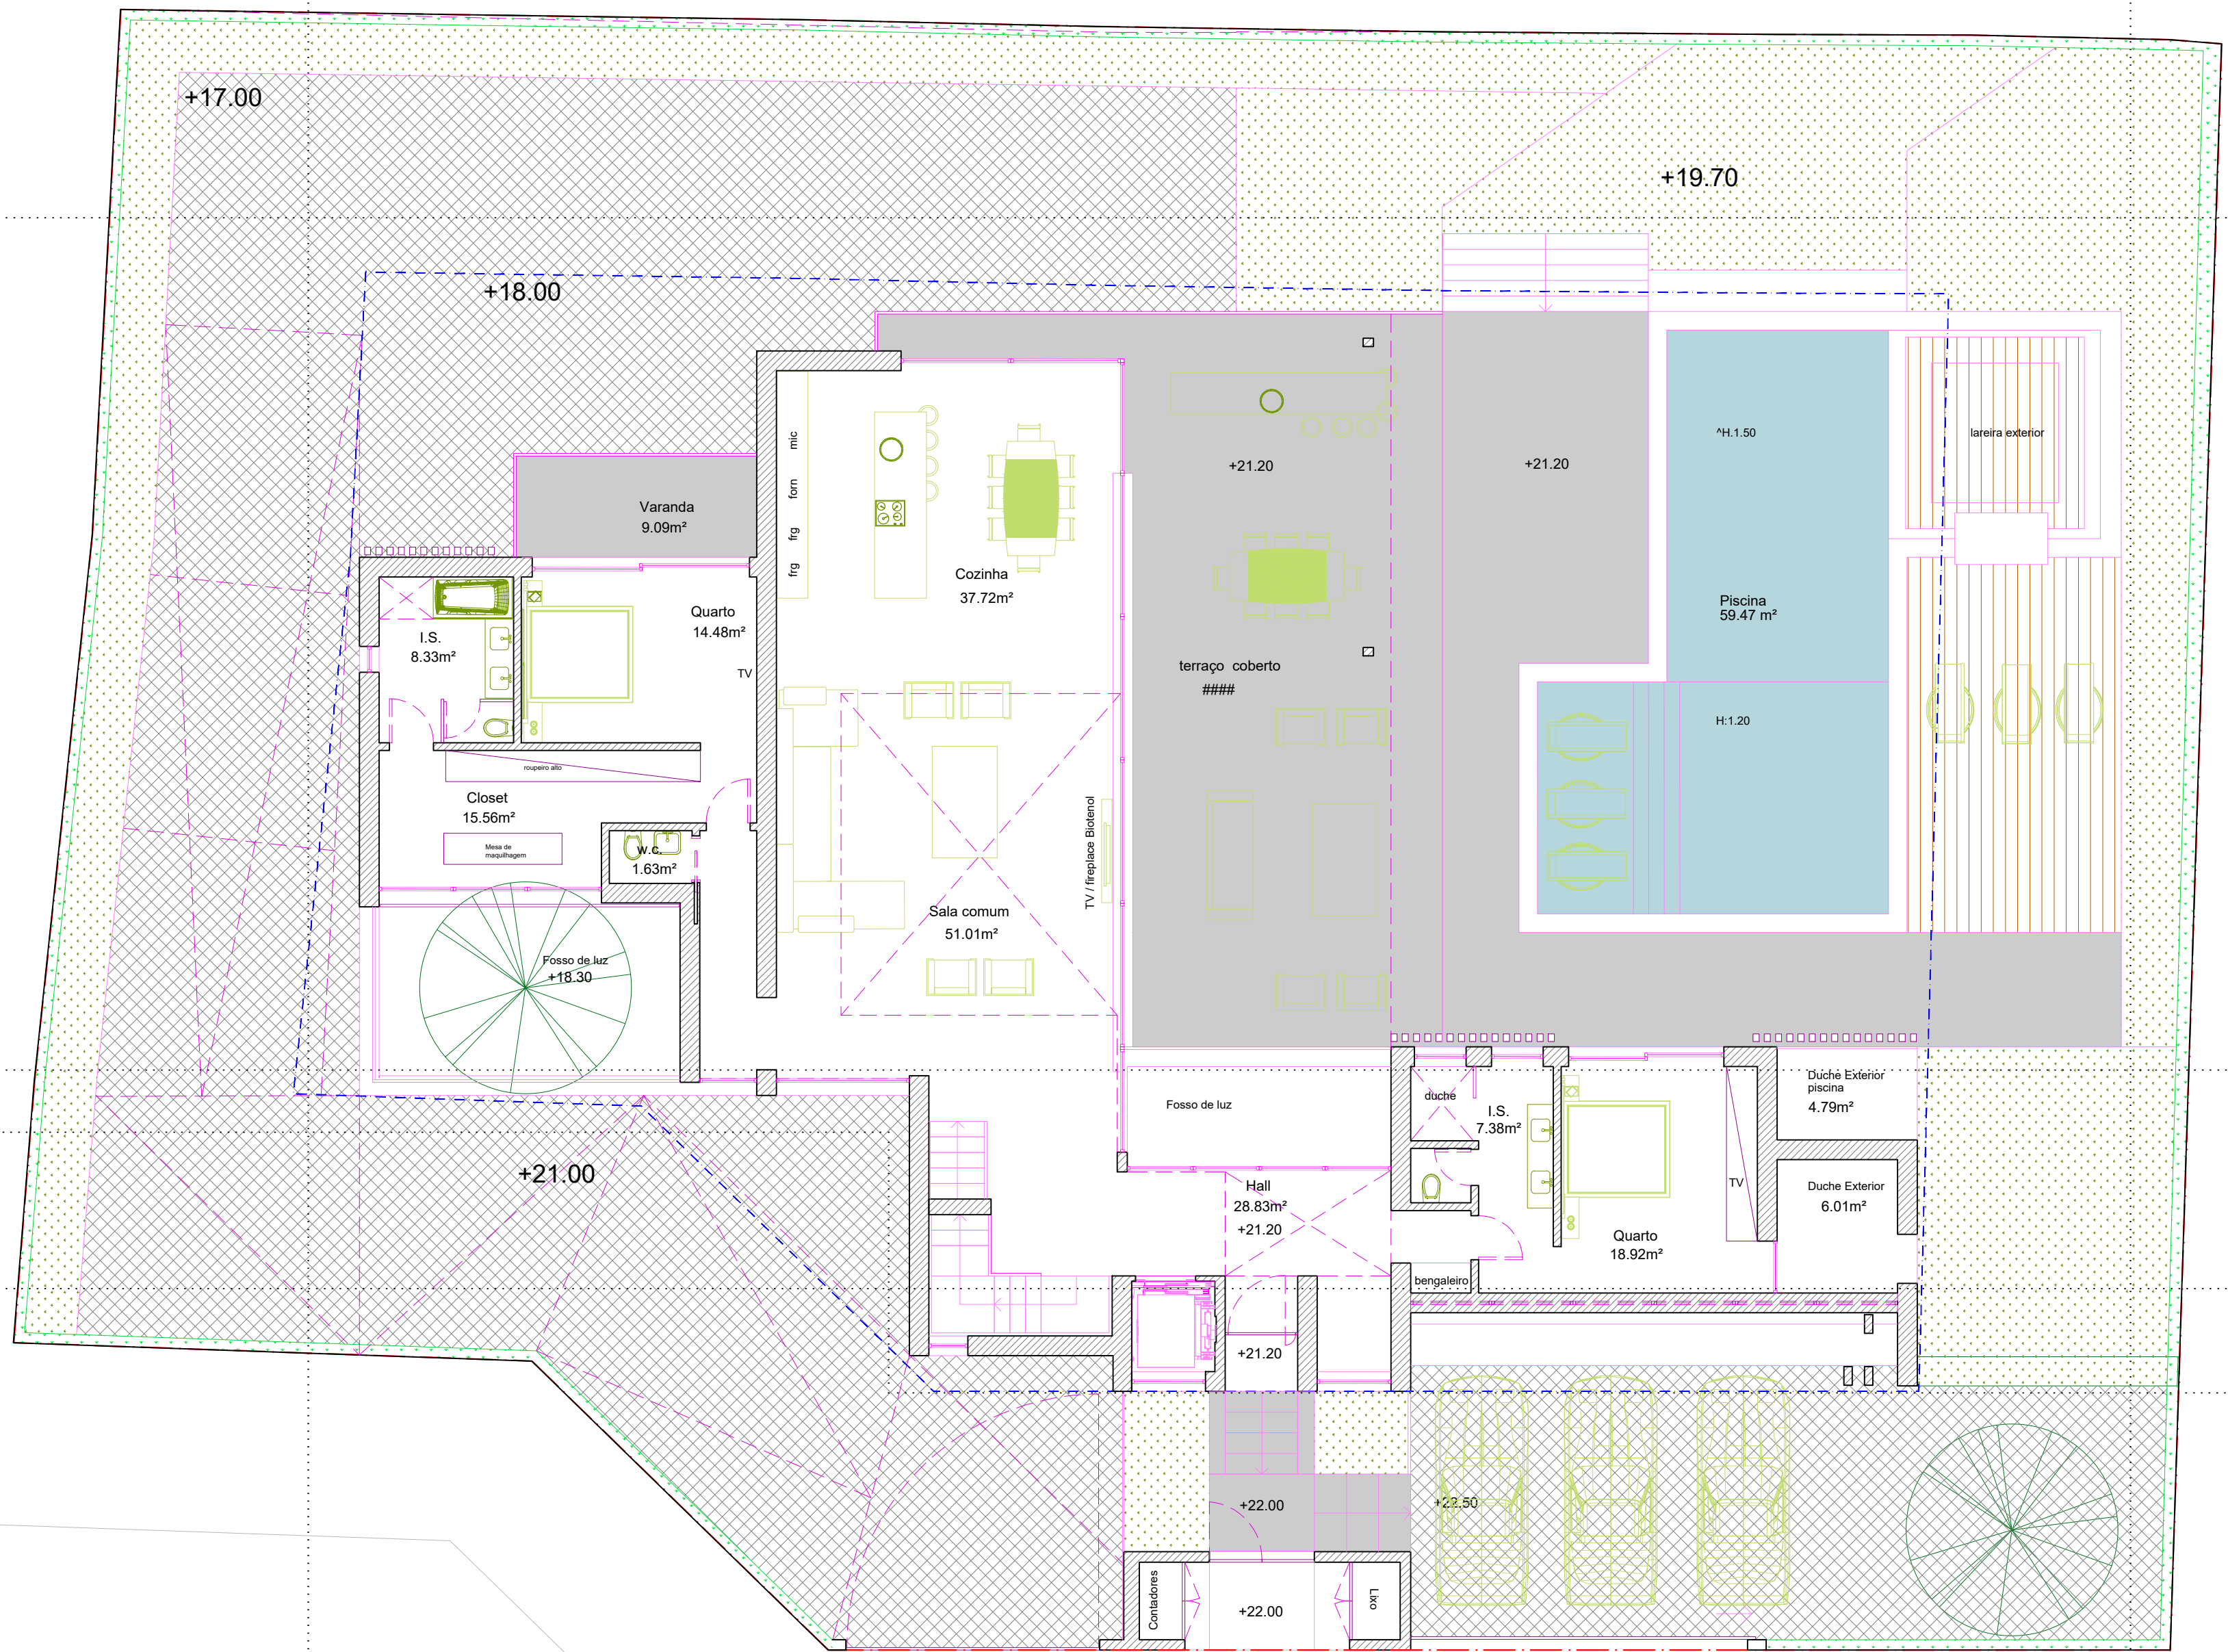 +17.00
+19.70
+18.00
mic
forn
frg
frg
^H.1.50
lareira exterior
+21.20
+21.20
Varanda
9.09m²
Cozinha
37.72m²
Piscina
59.47 m²
Quarto
14.48m²
I.S.
8.33m²
TV
terraço coberto
####
H:1.20
roupeiro alto
Closet
15.56m²
Mesa de
maquilhagem
w.c.
1.63m²
TV / fireplace Biotenol
Sala comum
51.01m²
Fosso de luz
+18.30
Fosso de luz
duche
I.S.
7.38m²
Duche Exterior
piscina
4.79m²
+21.00
Hall
28.83m²
+21.20
TV
Duche Exterior
6.01m²
Quarto
18.92m²
bengaleiro
+21.20
+22.00
+22.50
Contadores
Lixo
+22.00